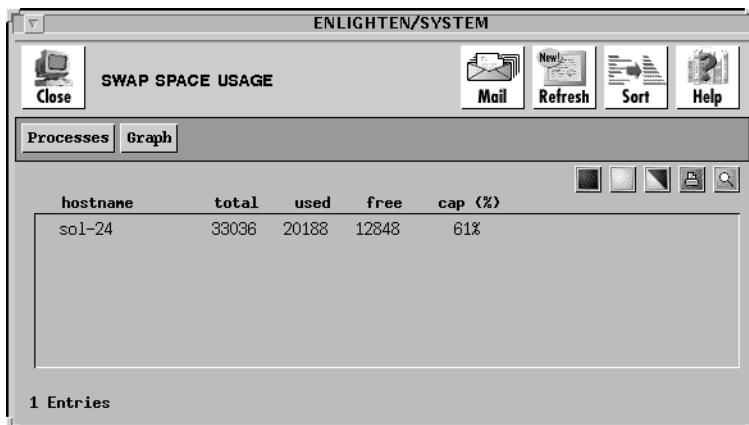 ENLIGHTEN/SYSTEM
Close
SWAP SPACE USAGE
Mail
New!
Refresh
Sort
Help
Processes Graph
hostname total used free cap (%)
sol-24 33036 20188 12848 61%
1 Entries